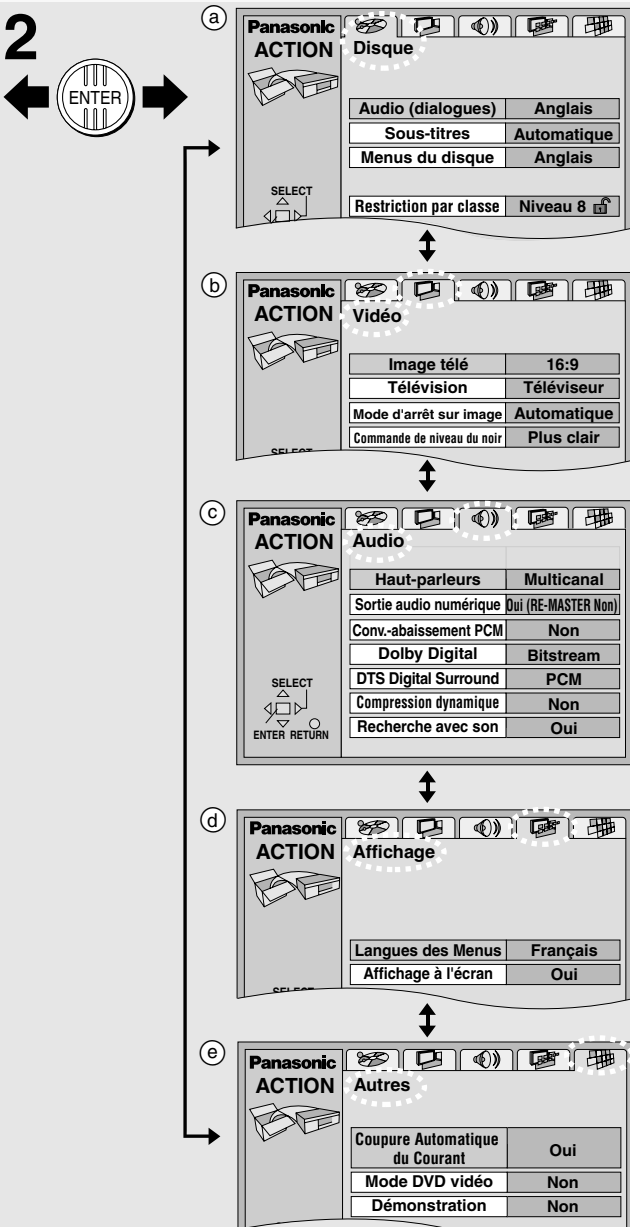 2
ENTER
a
Panasonic
ACTION
Disque
Audio (dialogues) Anglais
Sous-titres Automatique
Menus du disque Anglais
Restriction par classe Niveau 8
SELECT
b
Panasonic
ACTION
Vidéo
Image télé 16:9
Télévision Téléviseur
Mode d'arrêt sur image Automatique
Commande de niveau du noir Plus clair
SELECT
c
Panasonic
ACTION
Audio
Haut-parleurs Multicanal
Sortie audio numérique Oui (RE-MASTER Non)
Conv.-abaissement PCM Non
Dolby Digital Bitstream
DTS Digital Surround PCM
Compression dynamique Non
Recherche avec son Oui
SELECT
ENTER RETURN
d
Panasonic
ACTION
Affichage
Langues des Menus Français
Affichage à l'écran Oui
SELECT
e
Panasonic
ACTION
Autres
Coupure Automatique
du Courant Oui
Mode DVD vidéo Non
Démonstration Non